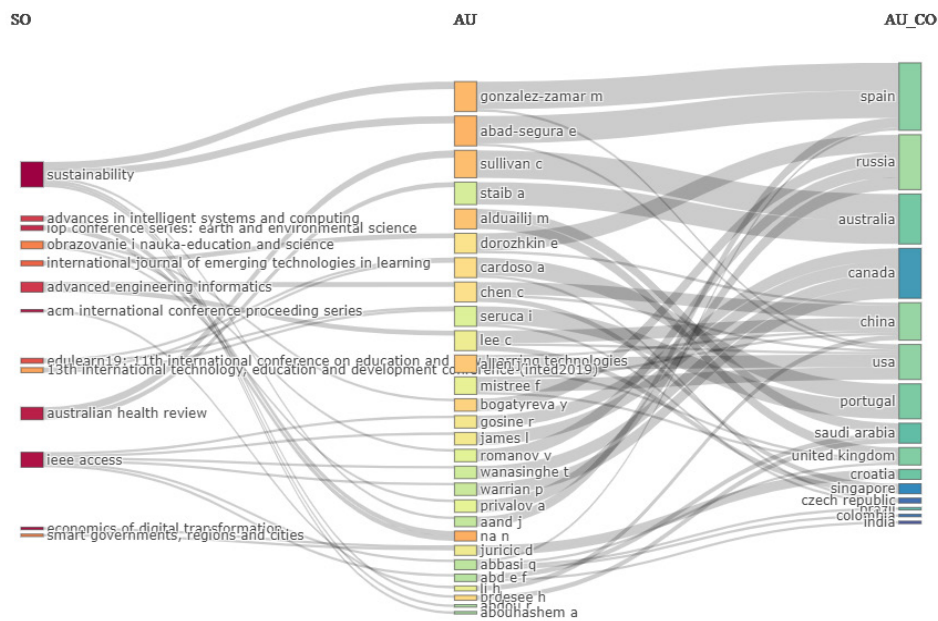 SO
AU
AU_CO
sustainability
advances in intelligent systems and computing
iop conference series: earth and environmental science
obrazovanie i nauka-education and science
international journal of emerging technologies in learning
advanced engineering informatics
acm international conference proceeding series
edulearn19: 11th international conference on education and new learning technologies
13th international technology, education and development conference (inted2019)
australian health review
ieee access
economics of digital transformation
smart governments, regions and cities
gonzalez-zamar m
abad-segura e
sullivan c
staib a
alduailij m
dorozhkin e
cardoso a
chen c
seruca i
lee c
mistree f
bogatyreva y
gosine r
james l
romanov v
wanasinghe t
warrian p
privalov a
aand j
na n
juricic d
abbasi q
abd e f
li h
brdesee h
abdou r
abouhashem a
spain
russia
australia
canada
china
usa
portugal
saudi arabia
united kingdom
croatia
singapore
czech republic
brazil
colombia
india